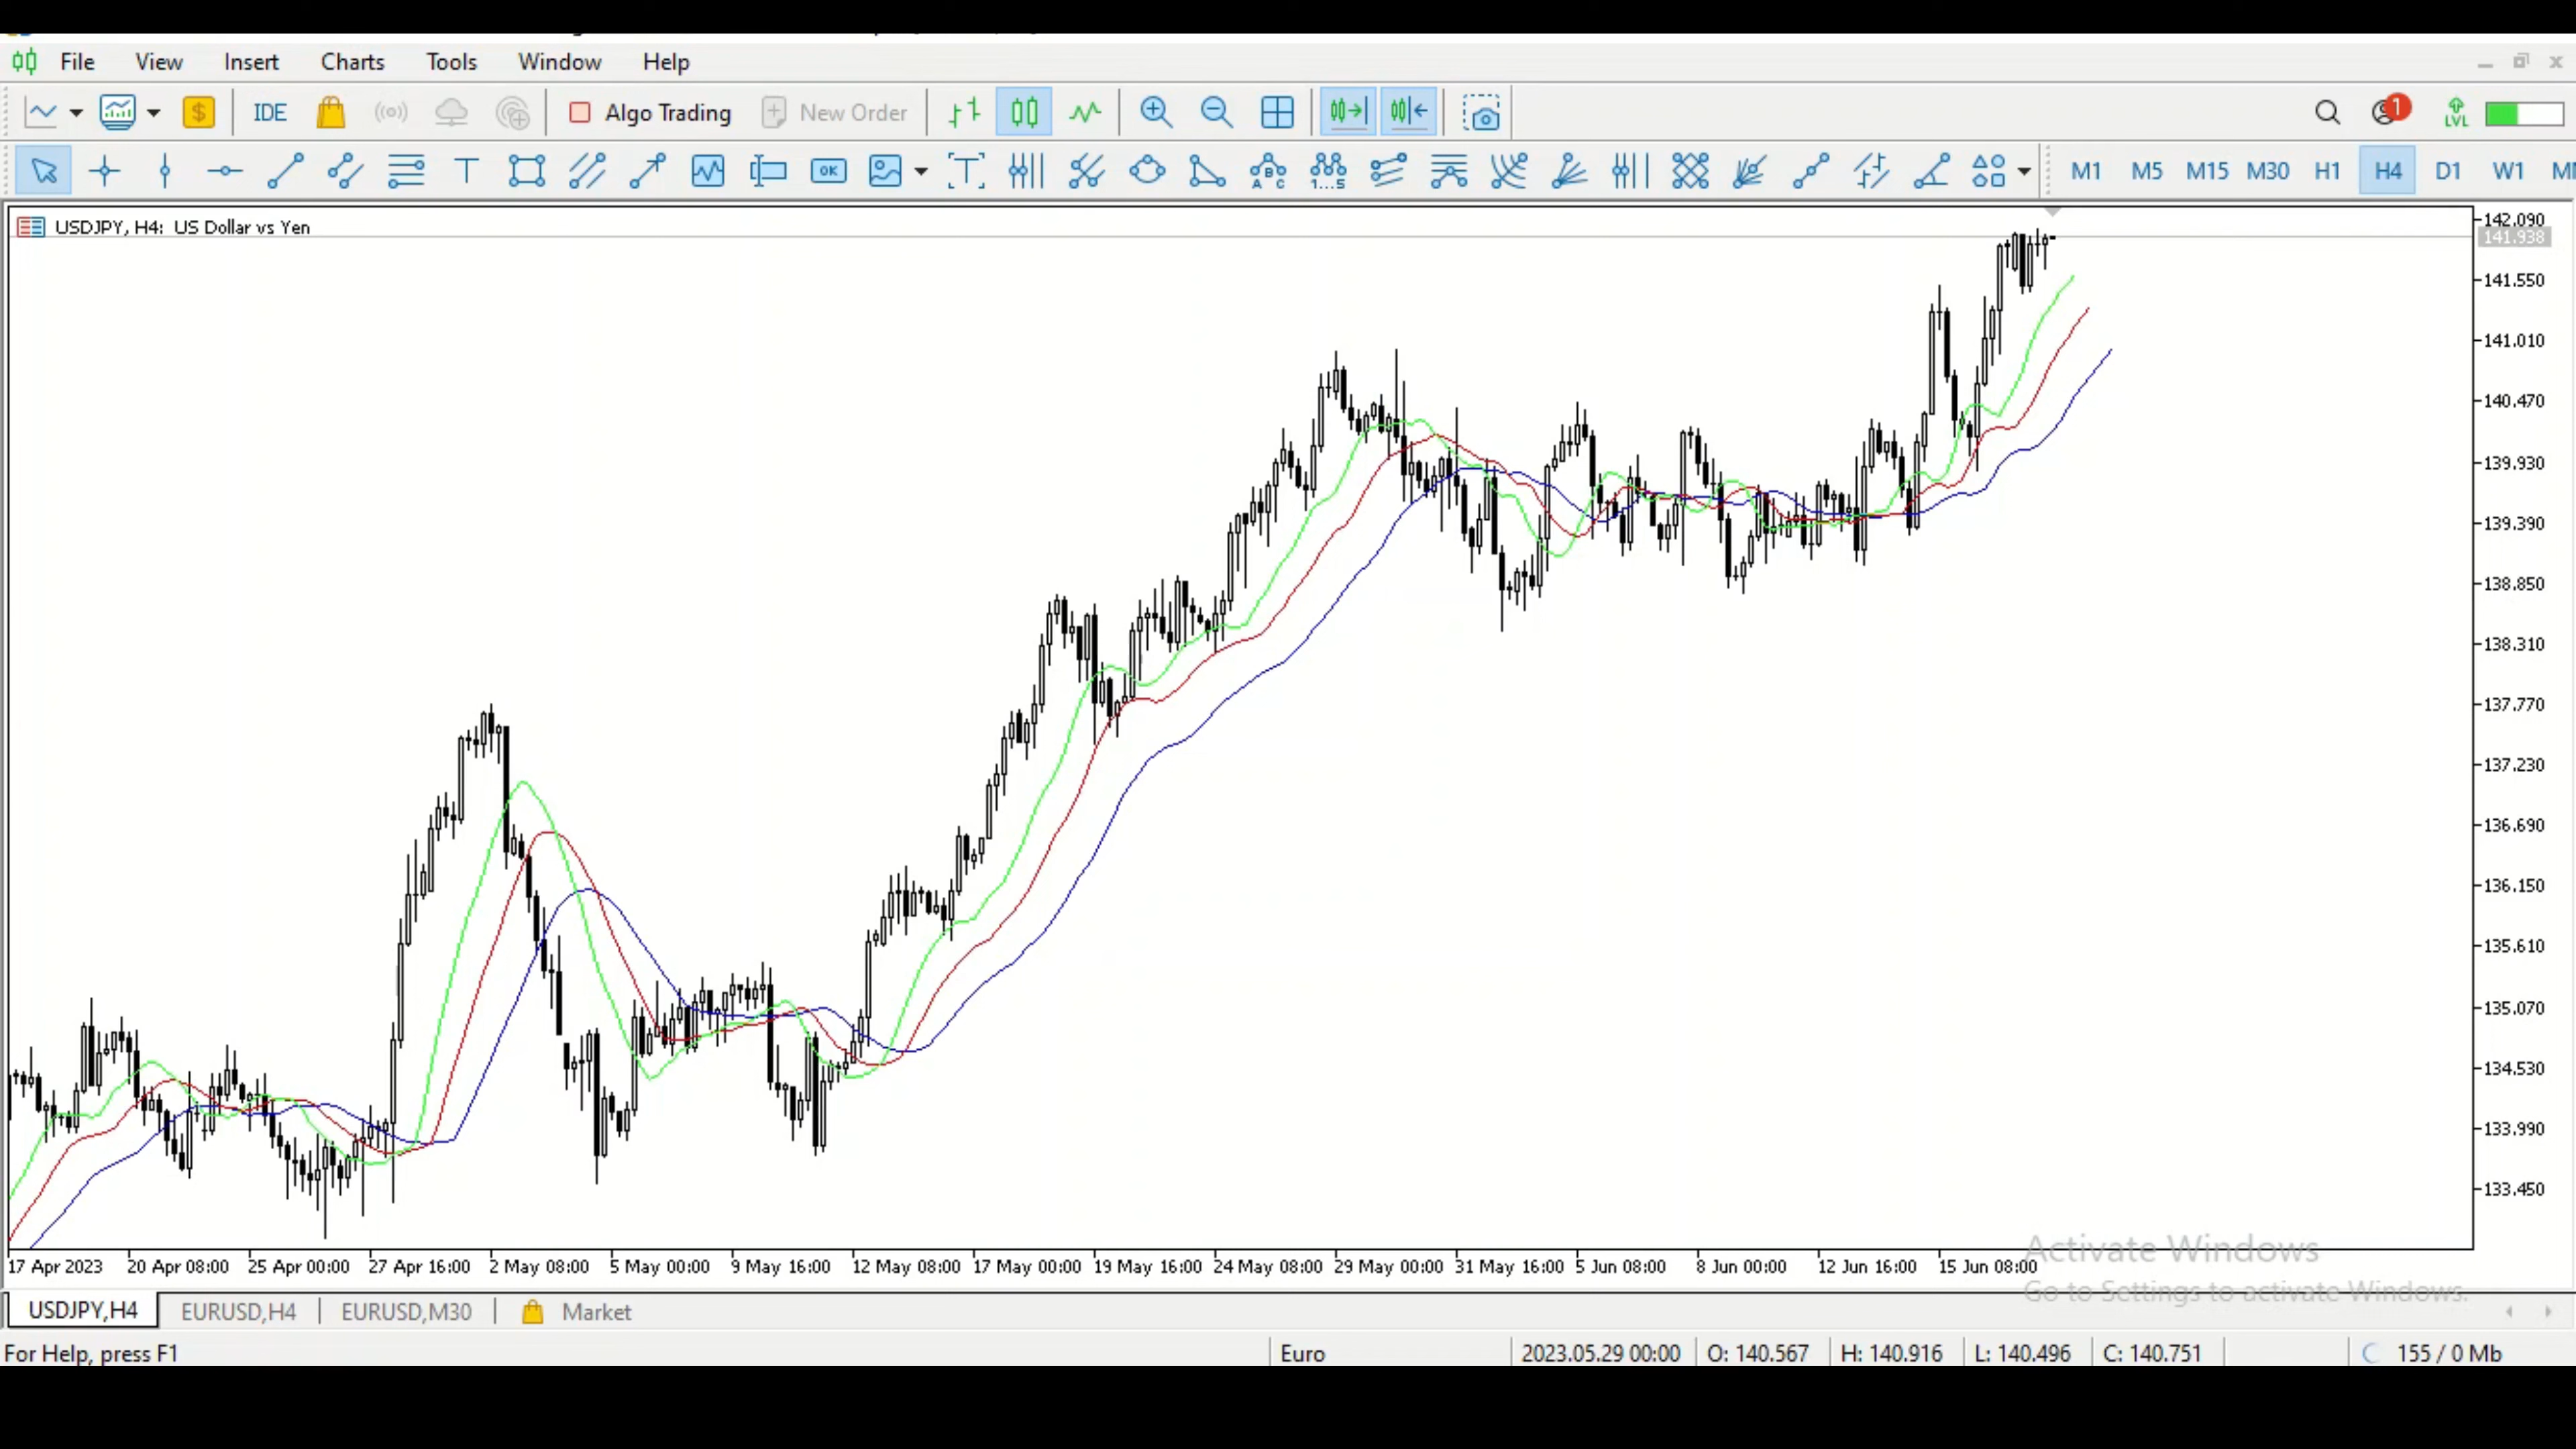 File View Insert Charts Tools Window Help
IDE Algo Trading New Order 1 LVL
T OK T A B C 1...5 M1 M5 M15 M30 H1 H4 D1 W1
USDJPY, H4: US Dollar vs Yen
142.090
141.938
141.550
141.010
140.470
139.930
139.390
138.850
138.310
137.770
137.230
136.690
136.150
135.610
135.070
134.530
133.990
133.450
17 Apr 2023 20 Apr 08:00 25 Apr 00:00 27 Apr 16:00 2 May 08:00 5 May 00:00 9 May 16:00 12 May 08:00 17 May 00:00 19 May 16:00 24 May 08:00 29 May 00:00 31 May 16:00 5 Jun 08:00 8 Jun 00:00 12 Jun 16:00 15 Jun 08:00
Activate Windows
Go to Settings to activate Windows.
USDJPY,H4 EURUSD,H4 EURUSD,M30 Market
For Help, press F1 Euro 2023.05.29 00:00 O: 140.567 H: 140.916 L: 140.496 C: 140.751 155 / 0 Mb